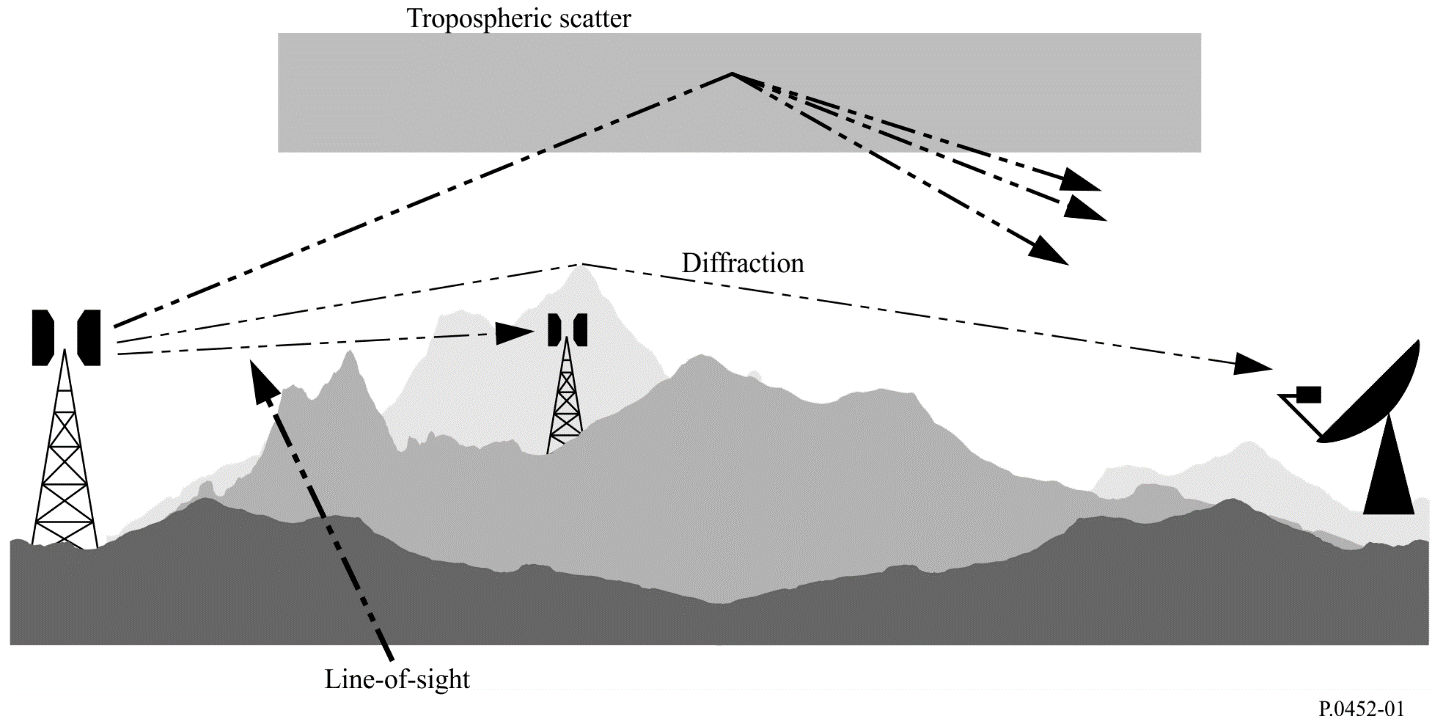 Tropospheric scatter
Diffraction
Line-of-sight
P.0452-01